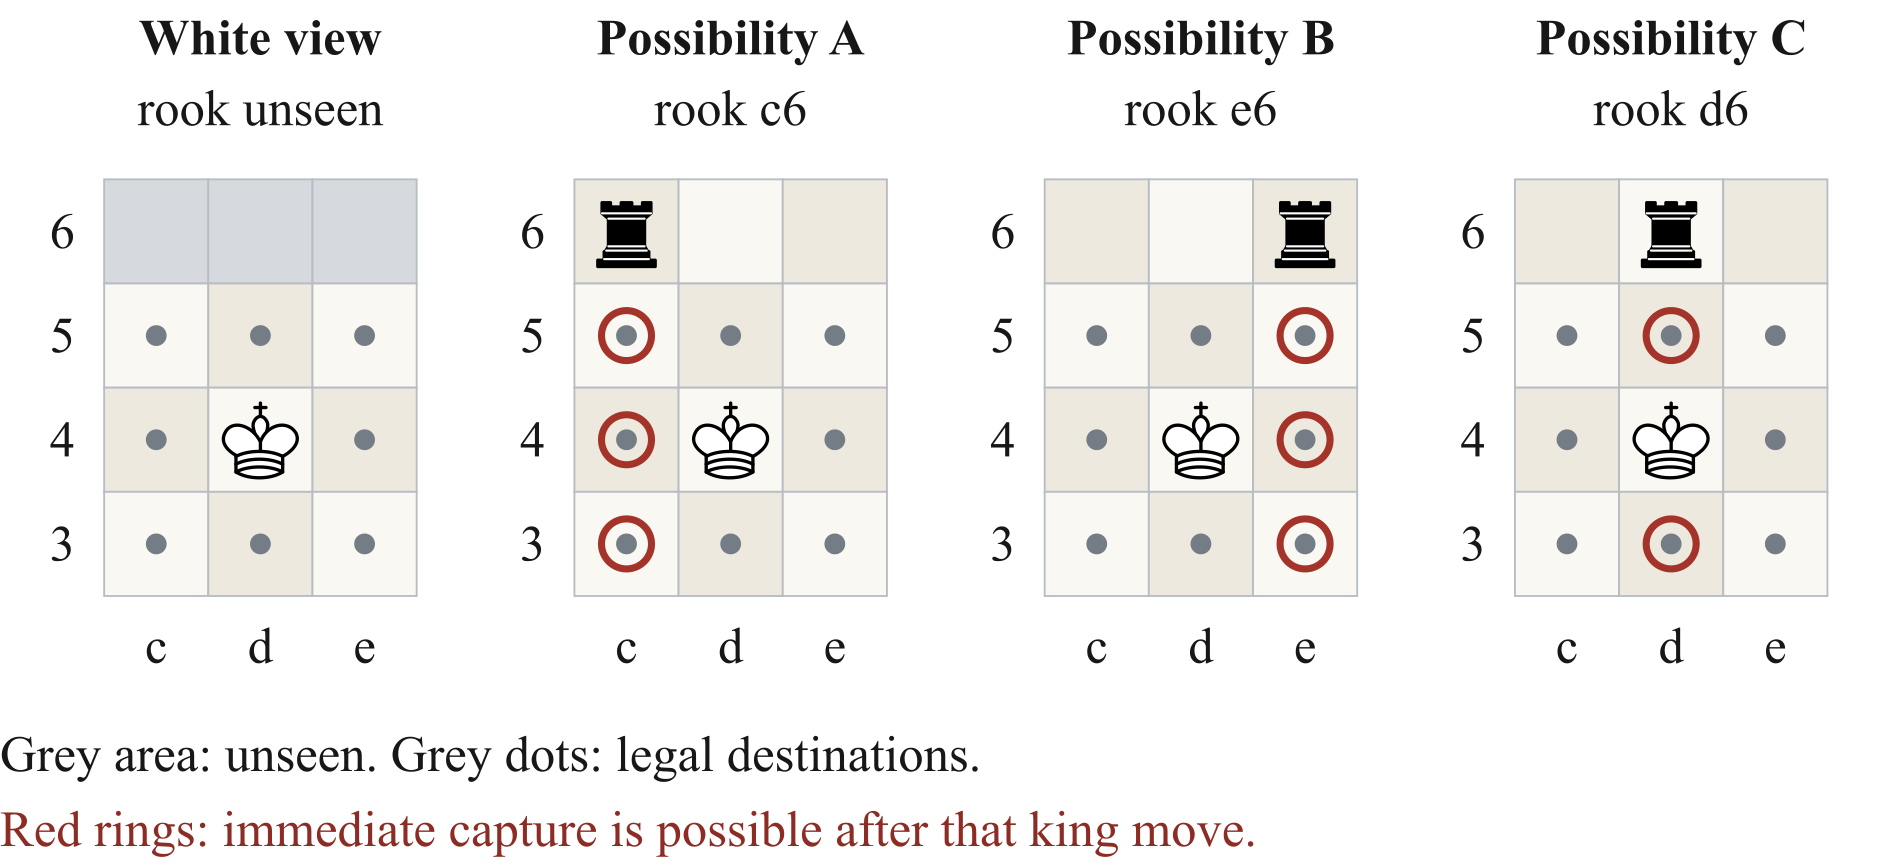 White view Possibility A Possibility B Possibility C
rook unseen rook c6 rook e6 rook d6
6 6 6 6
5 5 5 5
4 4 4 4
3 3 3 3
c d e c d e c d e c d e
Grey area: unseen. Grey dots: legal destinations.
Red rings: immediate capture is possible after that king move.